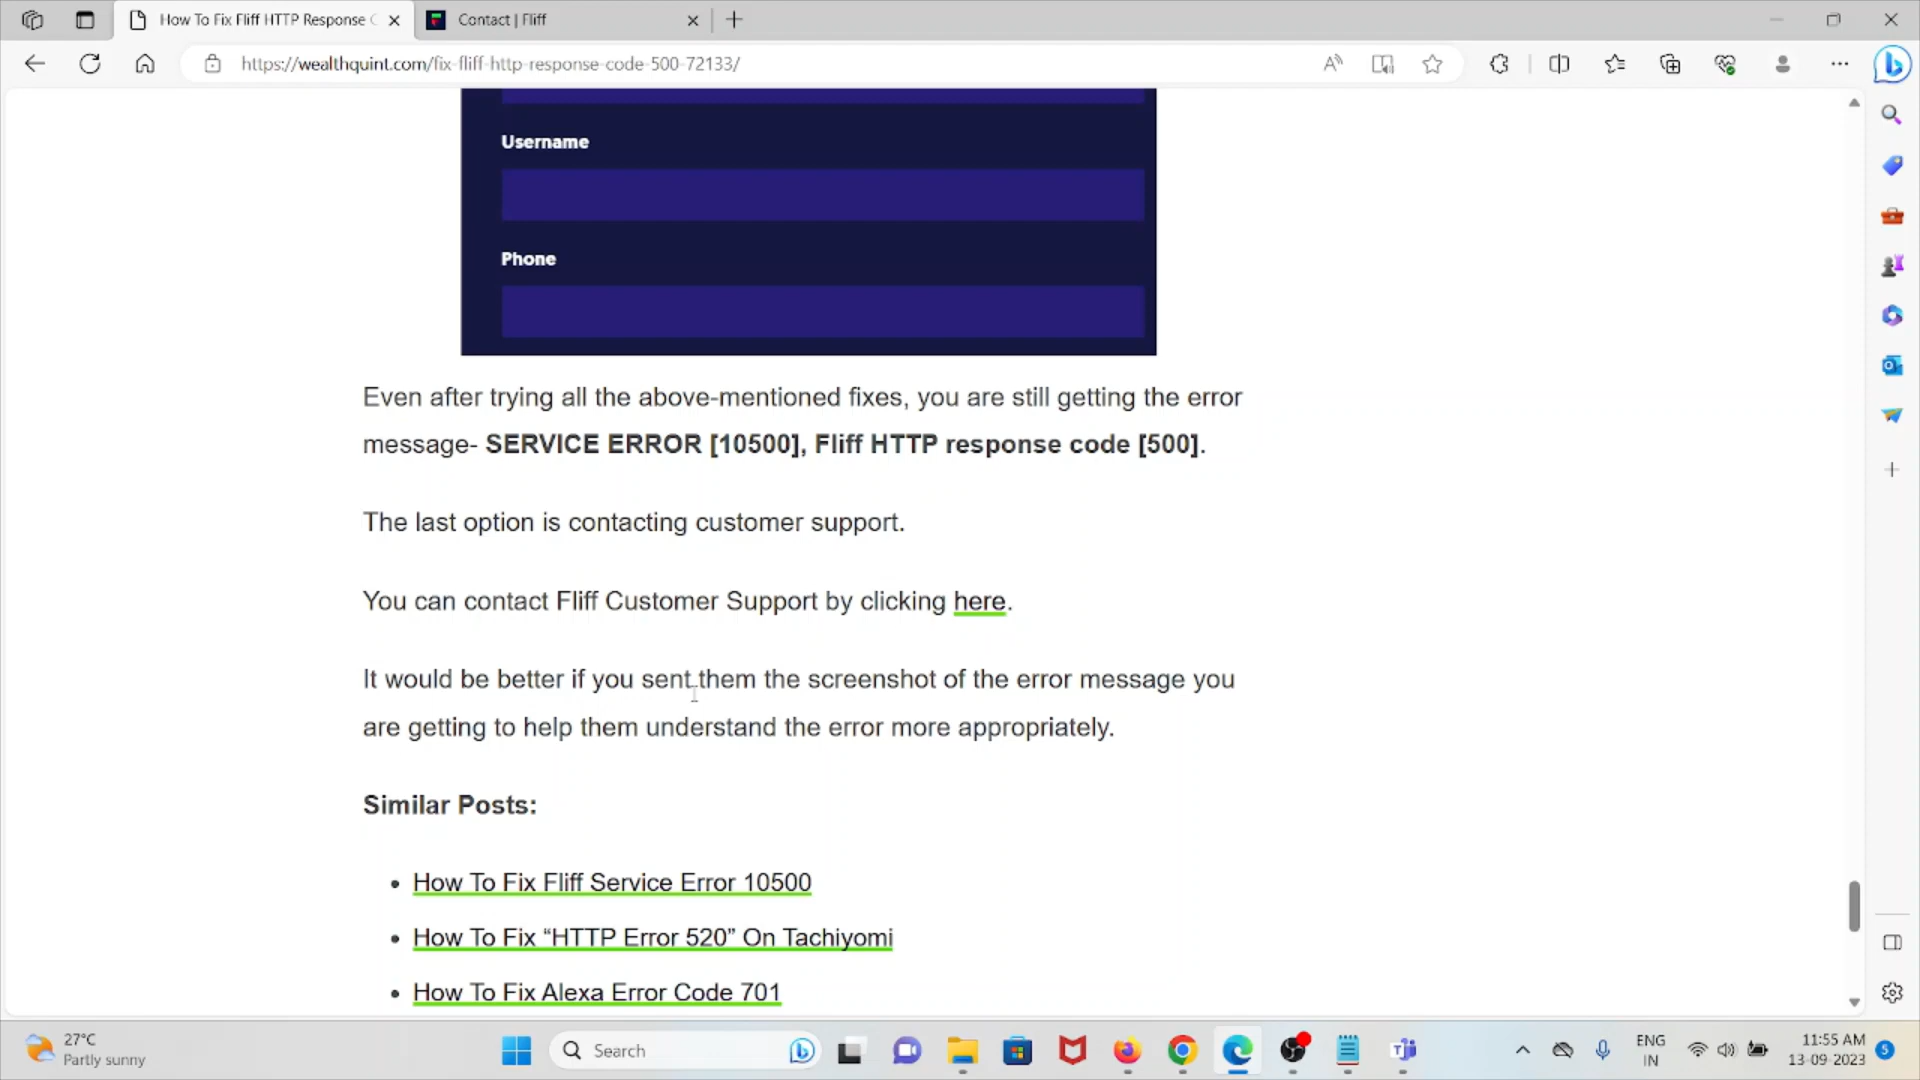 How To Fix Fliff HTTP Response C
Contact | Fliff
https://wealthquint.com/fix-fliff-http-response-code-500-72133/
Username
Phone
Even after trying all the above-mentioned fixes, you are still getting the error
message- SERVICE ERROR [10500], Fliff HTTP response code [500].
The last option is contacting customer support.
You can contact Fliff Customer Support by clicking here.
It would be better if you sent them the screenshot of the error message you
are getting to help them understand the error more appropriately.
Similar Posts:
• How To Fix Fliff Service Error 10500
• How To Fix “HTTP Error 520” On Tachiyomi
• How To Fix Alexa Error Code 701
27°C
Partly sunny
Search
ENG
IN
11:55 AM
13-09-2023
5